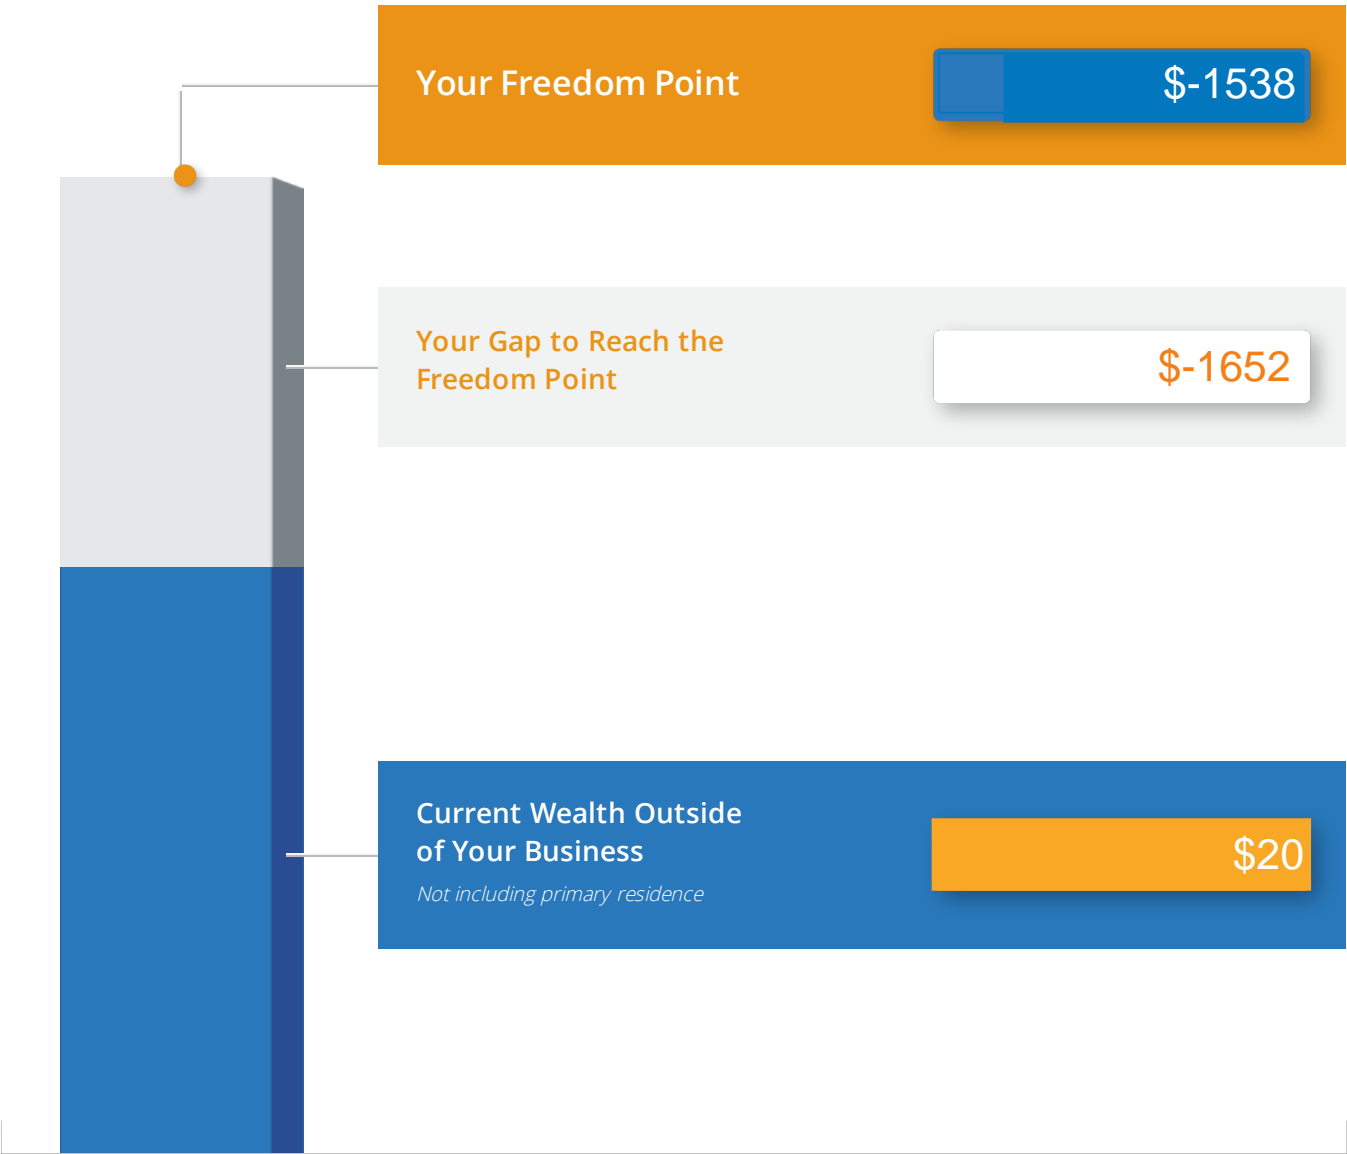 Your Freedom Point
$-1538
Your Gap to Reach the
Freedom Point
$-1652
Current Wealth Outside
of Your Business
Not including primary residence
$20